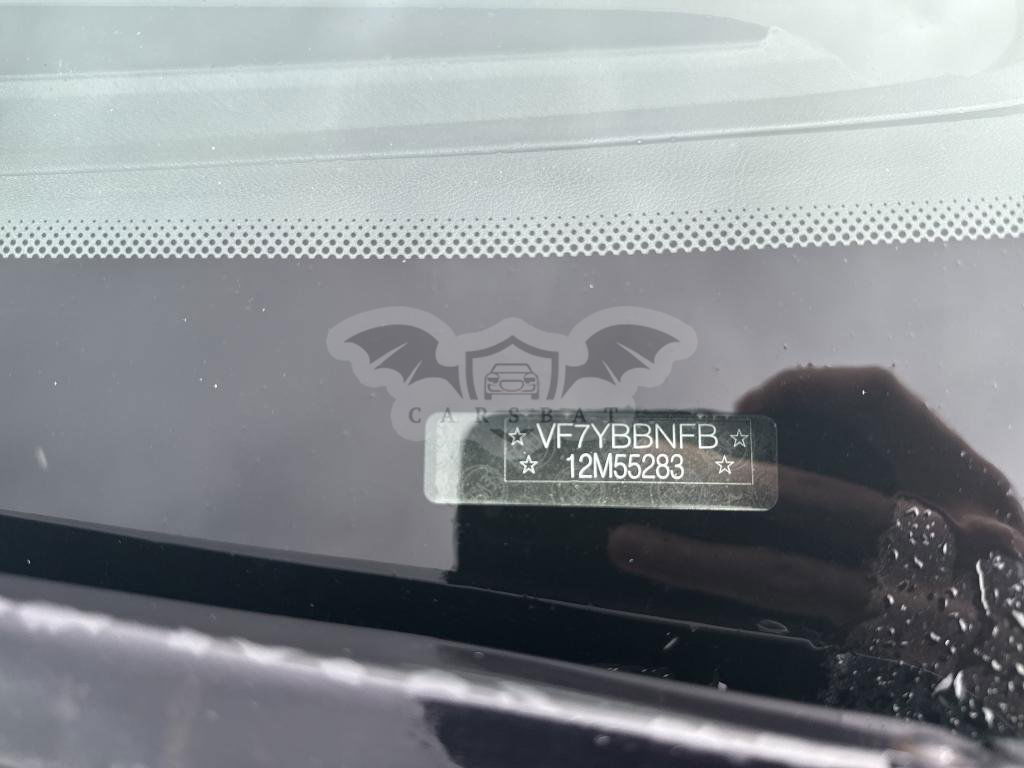 CARSBAT
☆ VF7YBBNFB ☆
☆ 12M55283 ☆